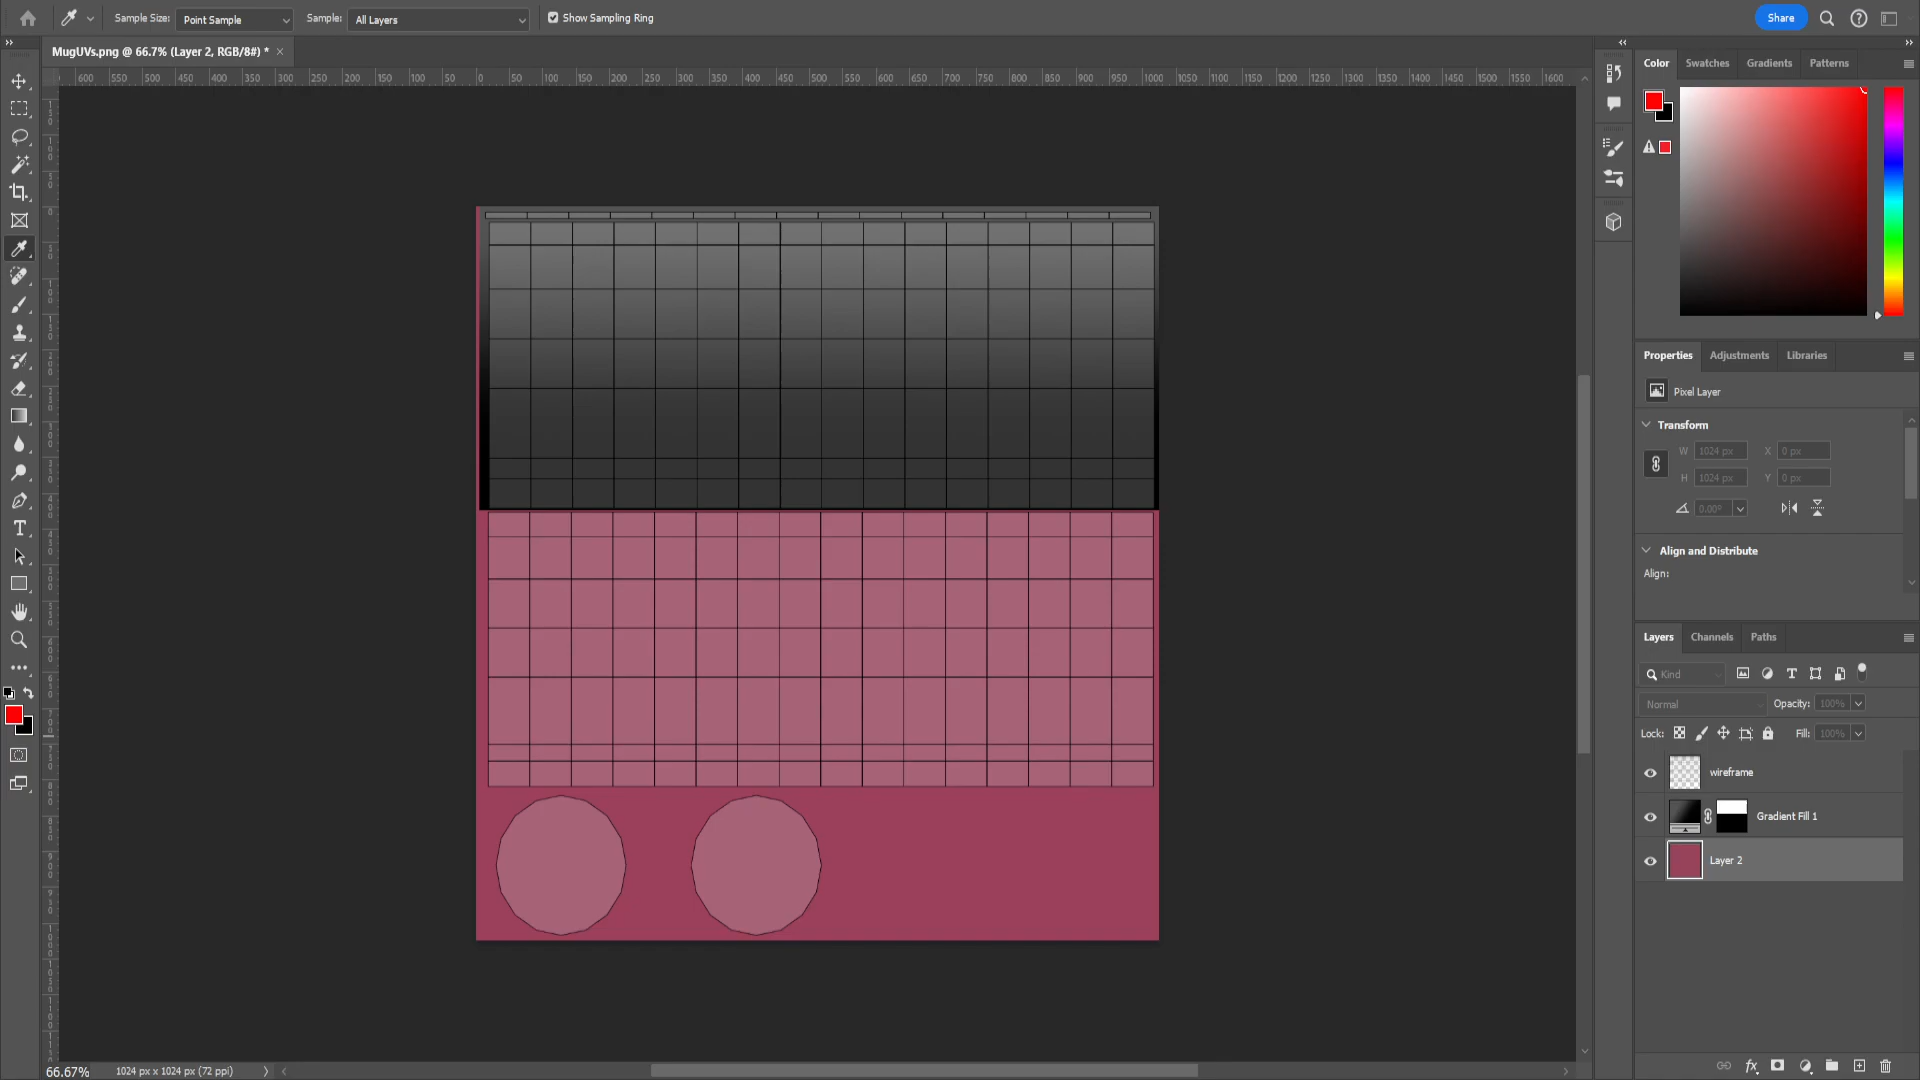 Sample Size: Point Sample Sample: All Layers Show Sampling Ring Share
MugUVs.png @ 66.7% (Layer 2, RGB/8#) * ×
600 550 500 450 400 350 300 250 200 150 100 50 0 50 100 150 200 250 300 350 400 450 500 550 600 650 700 750 800 850 900 950 1000 1050 1100 1150 1200 1250 1300 1350 1400 1450 1500 1550 1600
Color Swatches Gradients Patterns
Properties Adjustments Libraries
Pixel Layer
Transform
W 1024 px X 0 px
H 1024 px Y 0 px
0.00°
Align and Distribute
Align:
Layers Channels Paths
Kind
Normal Opacity: 100%
Lock: Fill: 100%
wireframe
Gradient Fill 1
Layer 2
66.67% 1024 px x 1024 px (72 ppi)